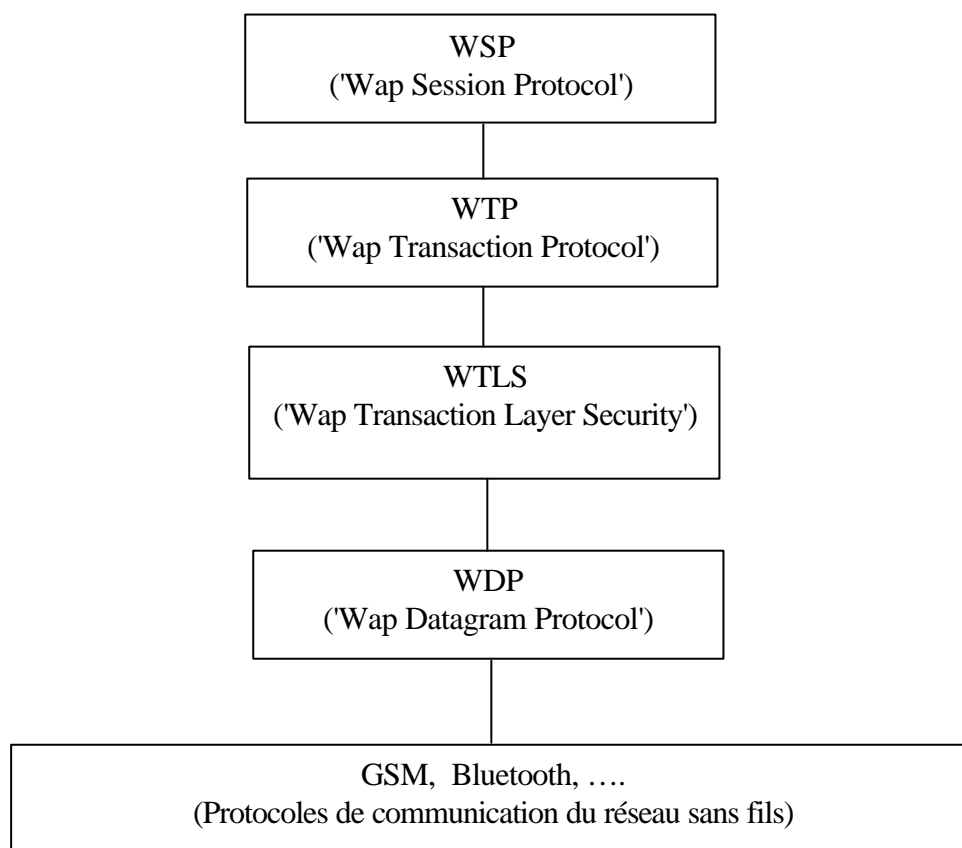 WSP
('Wap Session Protocol')
WTP
('Wap Transaction Protocol')
WTLS
('Wap Transaction Layer Security')
WDP
('Wap Datagram Protocol')
GSM, Bluetooth, ….
(Protocoles de communication du réseau sans fils)